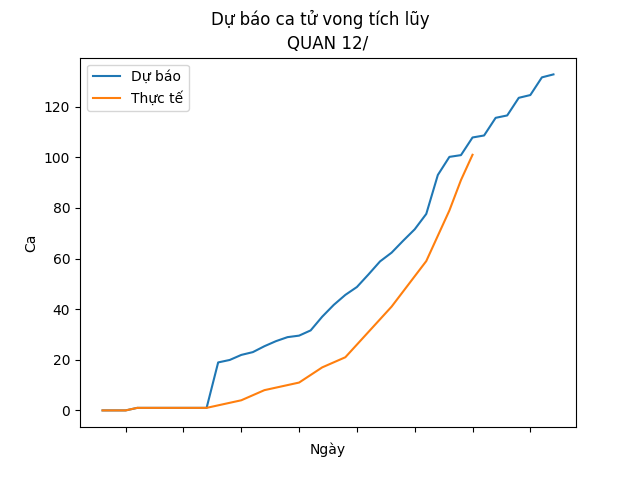 Dự báo ca tử vong tích lũy
QUAN 12/
Dự báo
Thực tế
120
100
80
60
40
20
0
Ca
Ngày